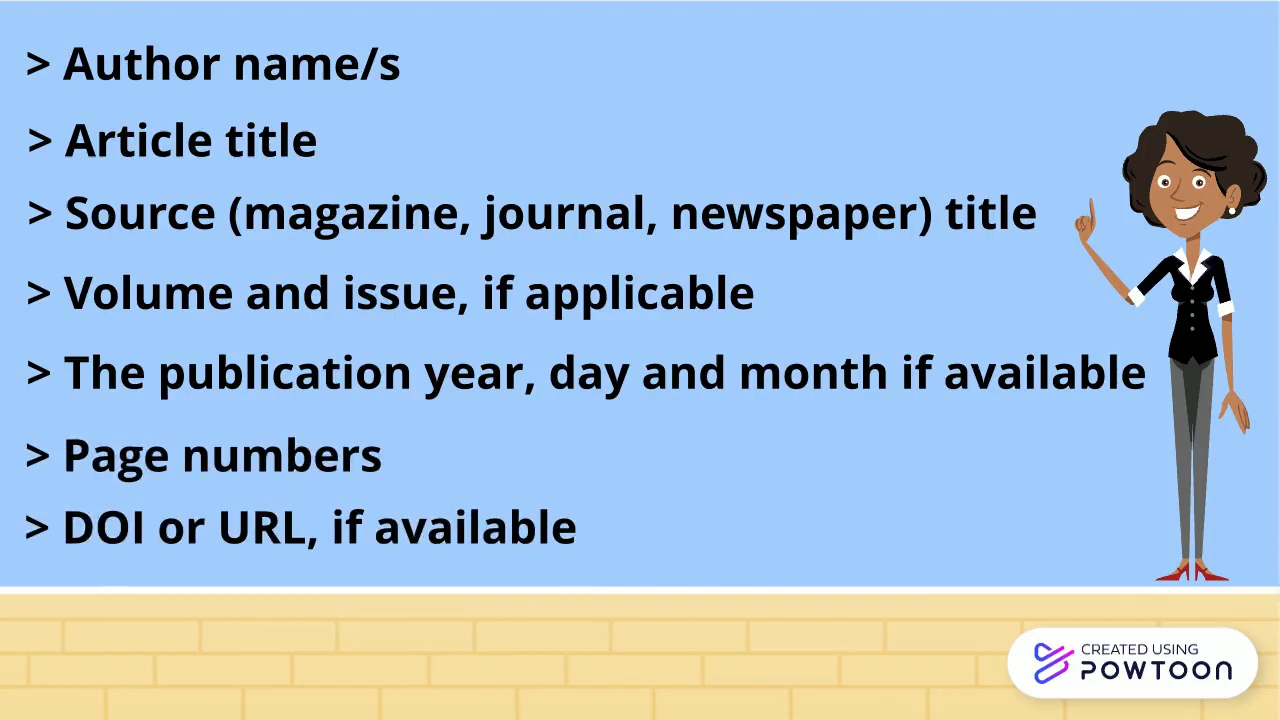 > Author name/s
> Article title
> Source (magazine, journal, newspaper) title
> Volume and issue, if applicable
> The publication year, day and month if available
> Page numbers
> DOI or URL, if available
CREATED USING
POWTOON